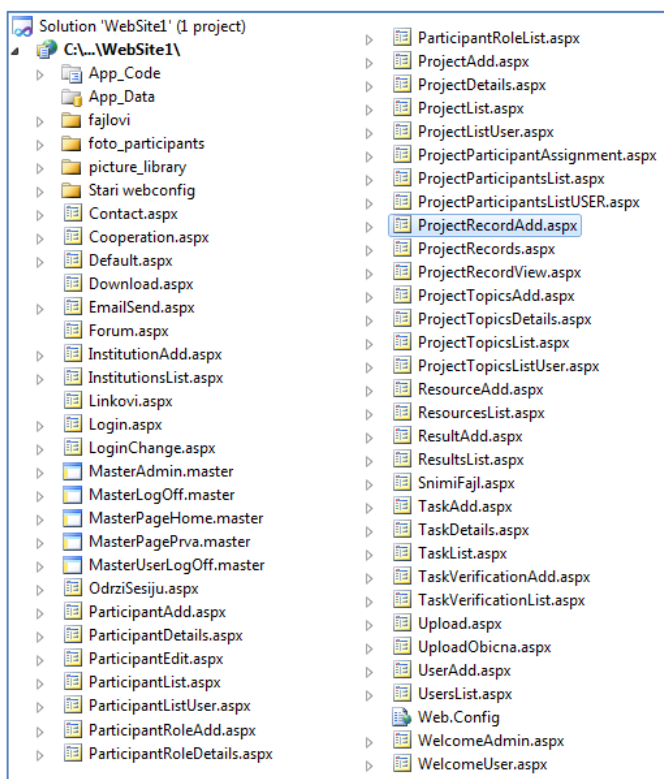 Solution 'WebSite1' (1 project)
C:\...\WebSite1\
App_Code
App_Data
fajlovi
foto_participants
picture_library
Stari webconfig
Contact.aspx
Cooperation.aspx
Default.aspx
Download.aspx
EmailSend.aspx
Forum.aspx
InstitutionAdd.aspx
InstitutionsList.aspx
Linkovi.aspx
Login.aspx
LoginChange.aspx
MasterAdmin.master
MasterLogOff.master
MasterPageHome.master
MasterPagePrva.master
MasterUserLogOff.master
OdrziSesiju.aspx
ParticipantAdd.aspx
ParticipantDetails.aspx
ParticipantEdit.aspx
ParticipantList.aspx
ParticipantListUser.aspx
ParticipantRoleAdd.aspx
ParticipantRoleDetails.aspx
ParticipantRoleList.aspx
ProjectAdd.aspx
ProjectDetails.aspx
ProjectList.aspx
ProjectListUser.aspx
ProjectParticipantAssignment.aspx
ProjectParticipantsList.aspx
ProjectParticipantsListUSER.aspx
ProjectRecordAdd.aspx
ProjectRecords.aspx
ProjectRecordView.aspx
ProjectTopicsAdd.aspx
ProjectTopicsDetails.aspx
ProjectTopicsList.aspx
ProjectTopicsListUser.aspx
ResourceAdd.aspx
ResourcesList.aspx
ResultAdd.aspx
ResultsList.aspx
SnimiFajl.aspx
TaskAdd.aspx
TaskDetails.aspx
TaskList.aspx
TaskVerificationAdd.aspx
TaskVerificationList.aspx
Upload.aspx
UploadObicna.aspx
UserAdd.aspx
UsersList.aspx
Web.Config
WelcomeAdmin.aspx
WelcomeUser.aspx